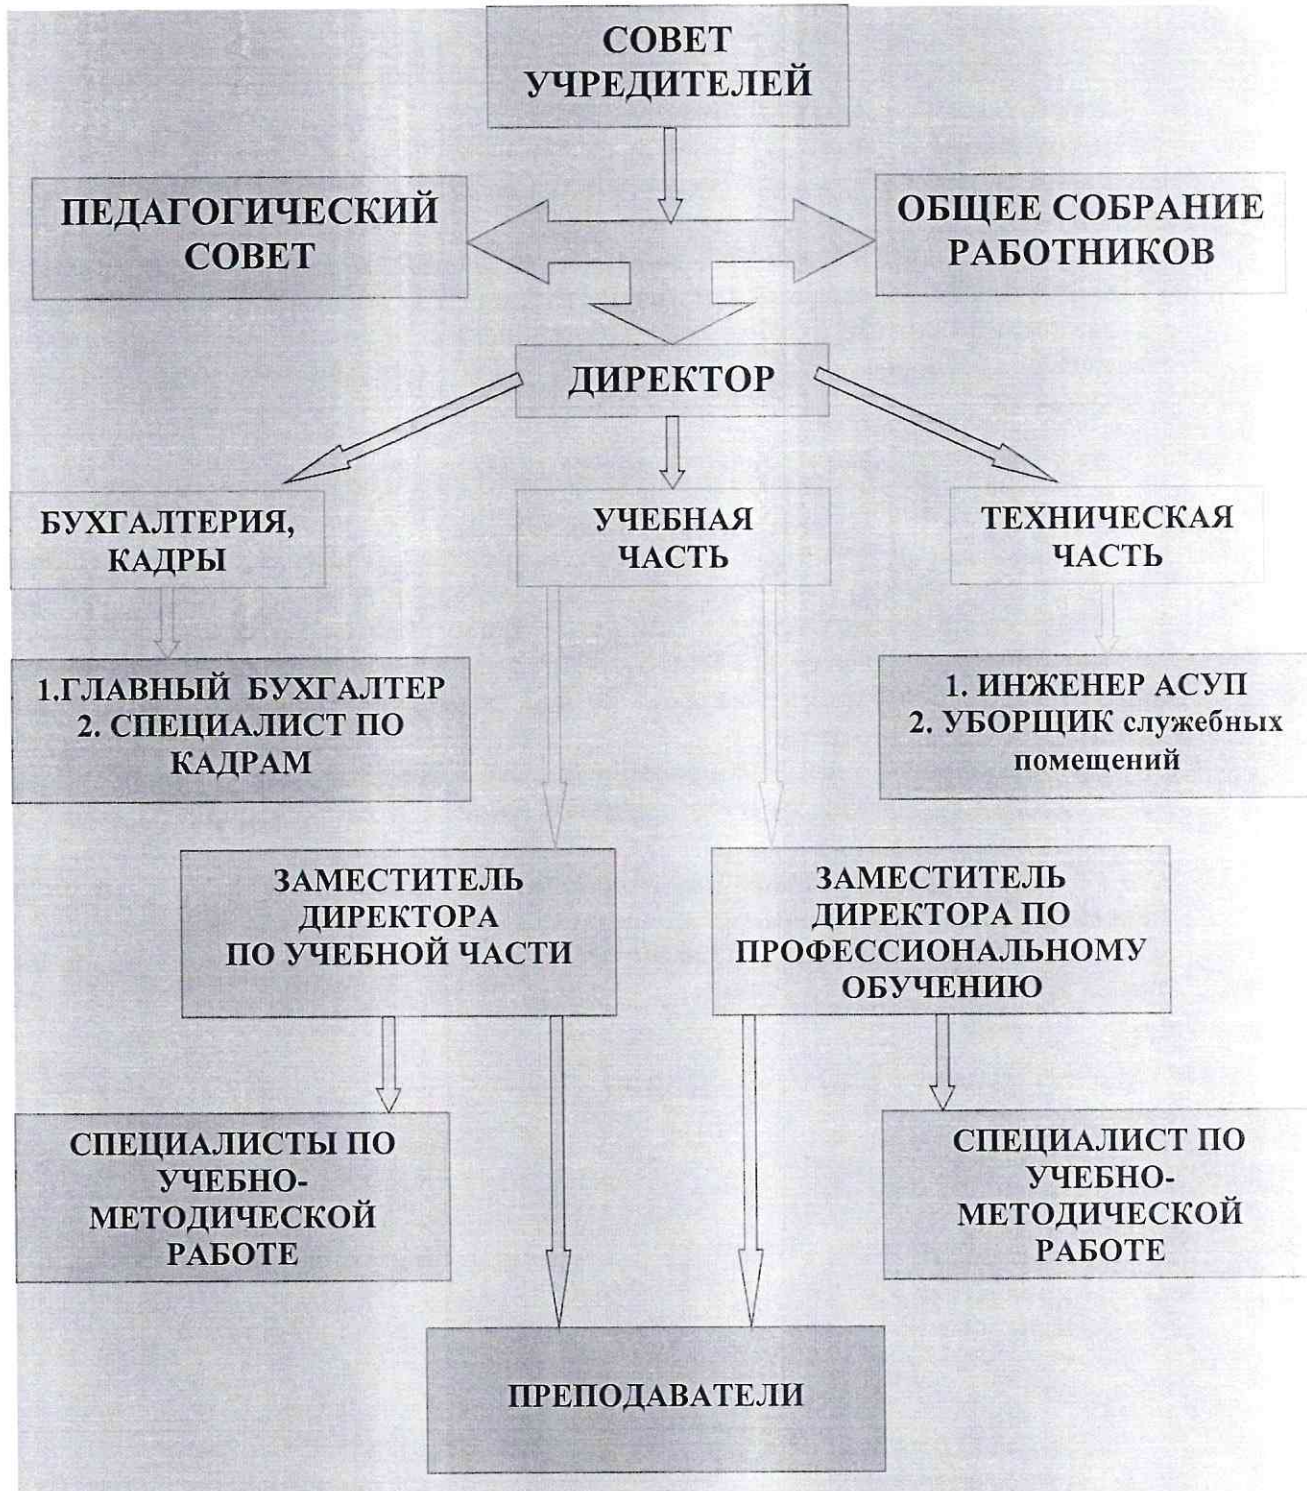 СОВЕТ
УЧРЕДИТЕЛЕЙ
ПЕДАГОГИЧЕСКИЙ
СОВЕТ
ОБЩЕЕ СОБРАНИЕ
РАБОТНИКОВ
ДИРЕКТОР
БУХГАЛТЕРИЯ,
КАДРЫ
УЧЕБНАЯ
ЧАСТЬ
ТЕХНИЧЕСКАЯ
ЧАСТЬ
1.ГЛАВНЫЙ БУХГАЛТЕР
2. СПЕЦИАЛИСТ ПО
КАДРАМ
1. ИНЖЕНЕР АСУП
2. УБОРЩИК служебных
помещений
ЗАМЕСТИТЕЛЬ
ДИРЕКТОРА
ПО УЧЕБНОЙ ЧАСТИ
ЗАМЕСТИТЕЛЬ
ДИРЕКТОРА ПО
ПРОФЕССИОНАЛЬНОМУ
ОБУЧЕНИЮ
СПЕЦИАЛИСТЫ ПО
УЧЕБНО-
МЕТОДИЧЕСКОЙ
РАБОТЕ
СПЕЦИАЛИСТ ПО
УЧЕБНО-
МЕТОДИЧЕСКОЙ
РАБОТЕ
ПРЕПОДАВАТЕЛИ